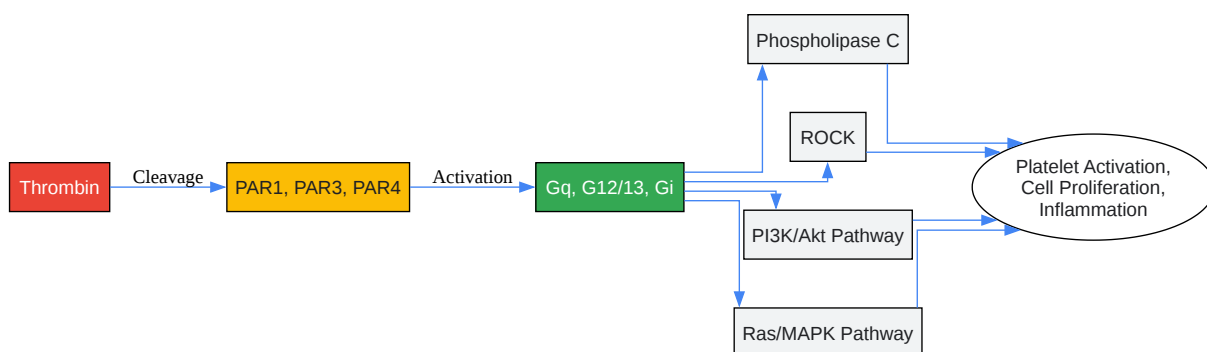 Phospholipase C
ROCK
Thrombin
Cleavage
PAR1, PAR3, PAR4
Activation
Gq, G12/13, Gi
PI3K/Akt Pathway
Ras/MAPK Pathway
Platelet Activation,
Cell Proliferation,
Inflammation